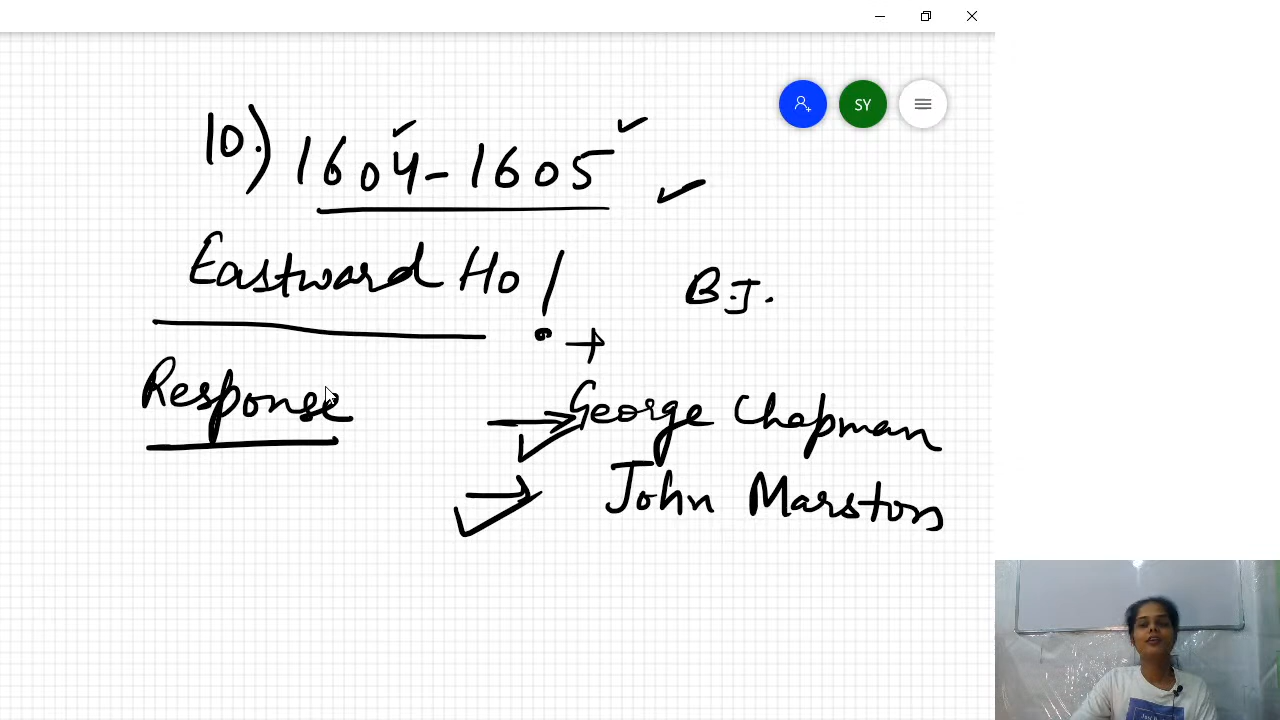 SY
10.) 1604-1605
Eastward Ho!
B.J.
Response
George Chapman
John Marston